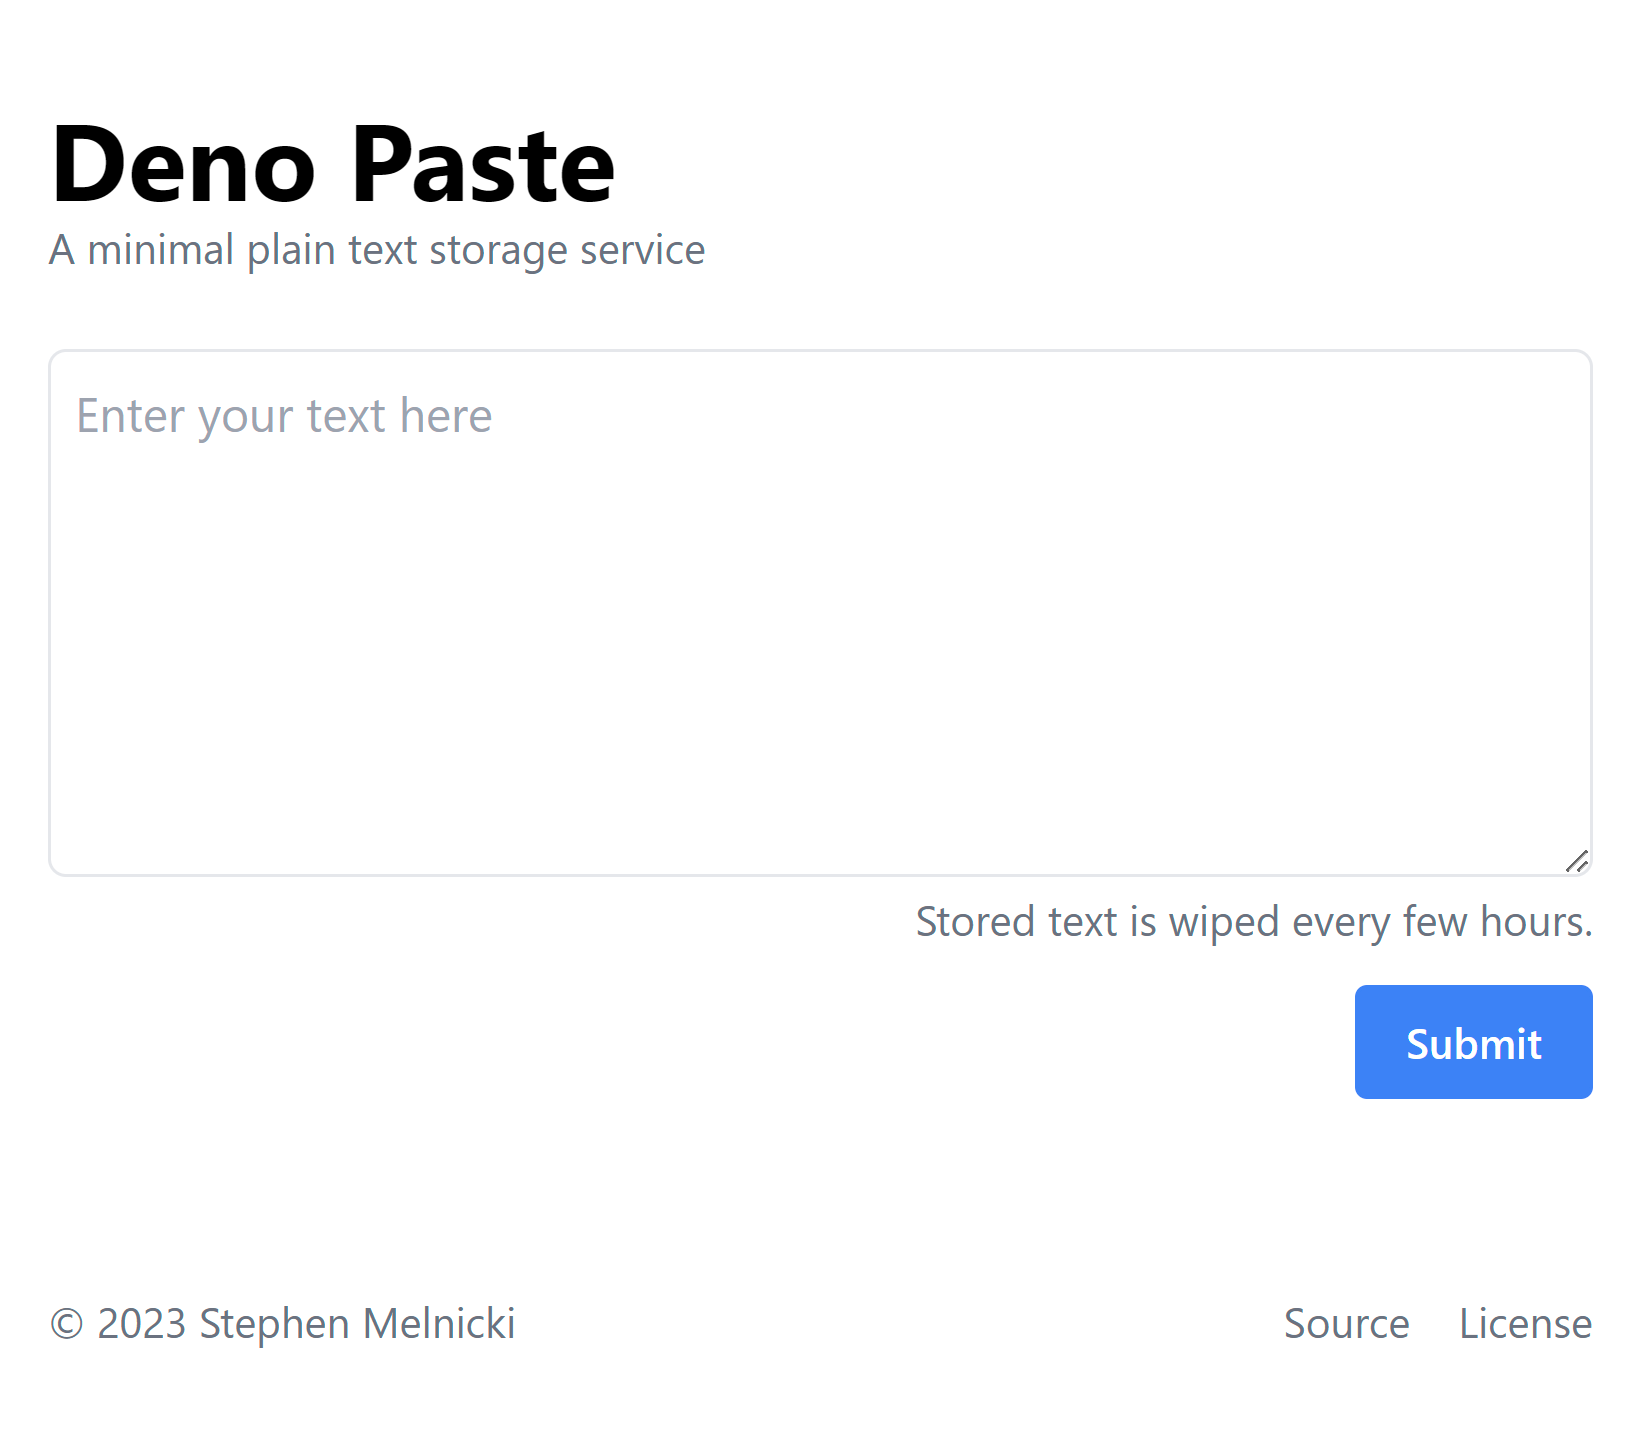 Deno Paste
A minimal plain text storage service
Enter your text here
Stored text is wiped every few hours.
Submit
© 2023 Stephen Melnicki
Source License